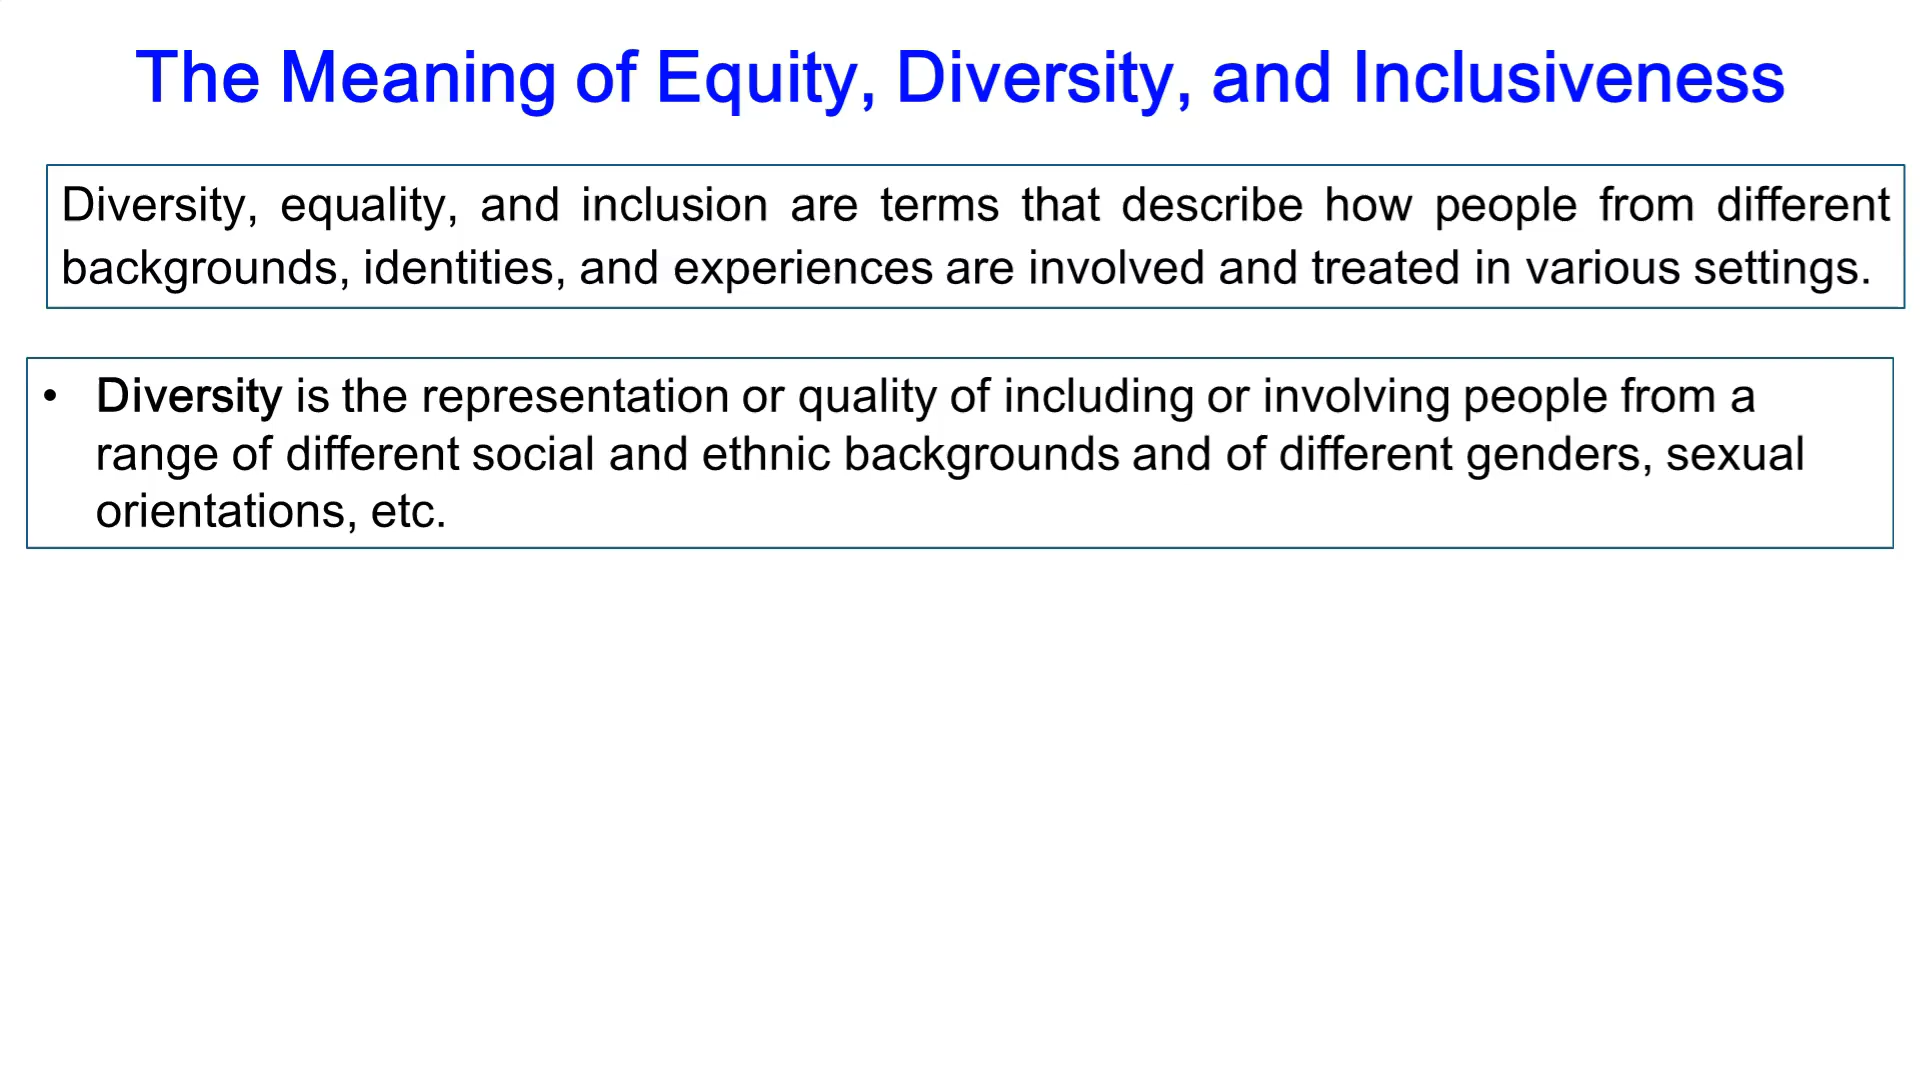 The Meaning of Equity, Diversity, and Inclusiveness
Diversity, equality, and inclusion are terms that describe how people from different
backgrounds, identities, and experiences are involved and treated in various settings.
• Diversity is the representation or quality of including or involving people from a
range of different social and ethnic backgrounds and of different genders, sexual
orientations, etc.